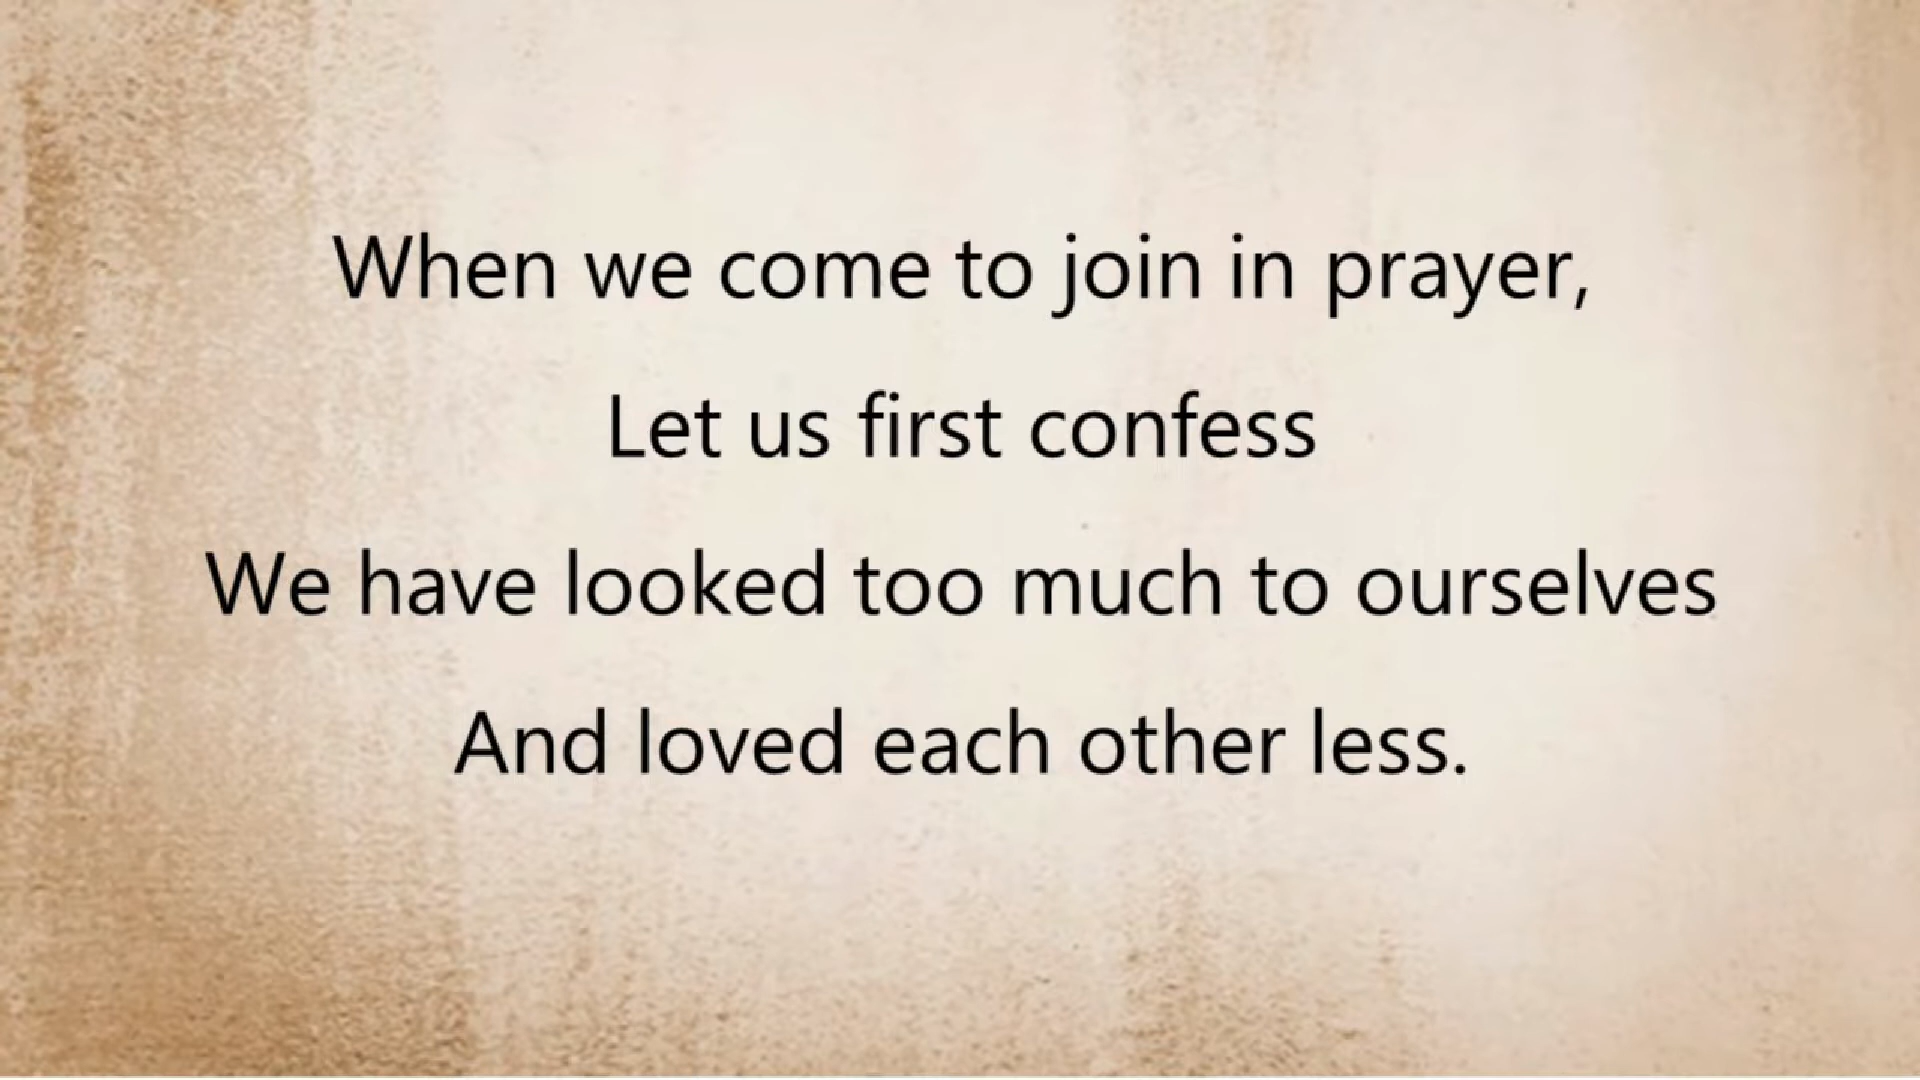 When we come to join in prayer,
Let us first confess
We have looked too much to ourselves
And loved each other less.